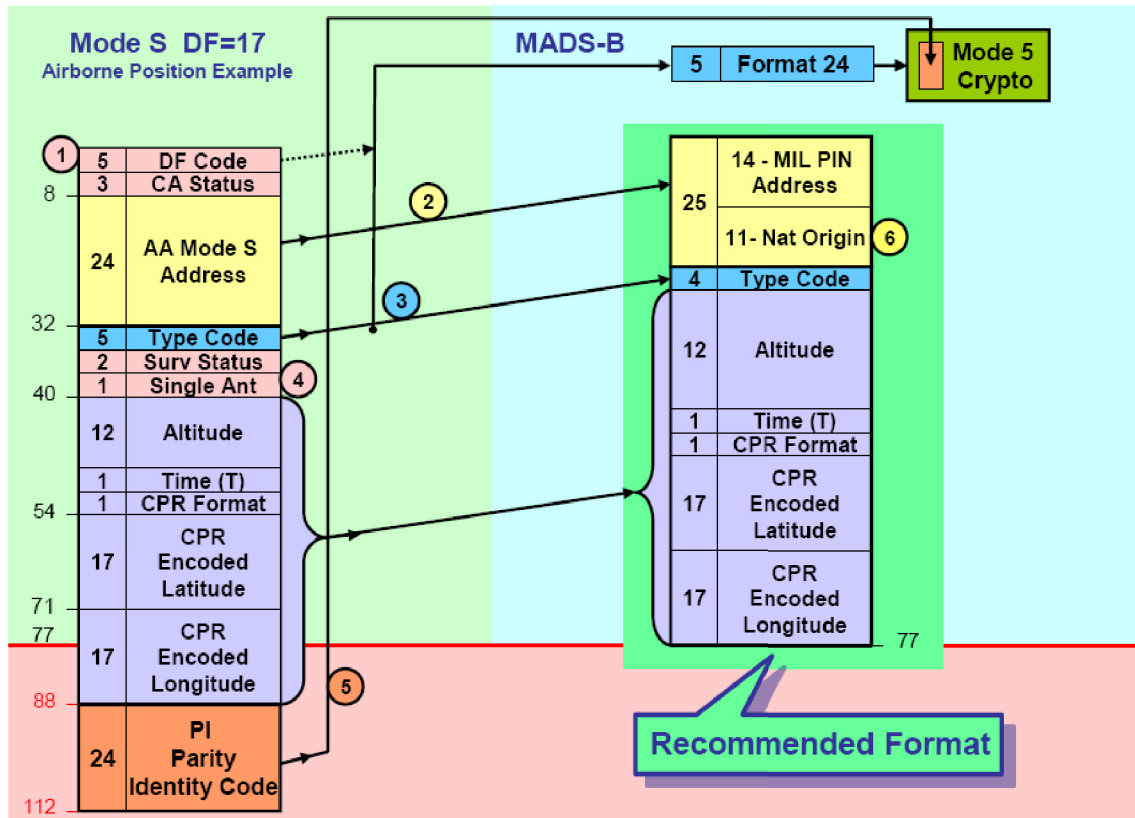 Mode S DF=17
Airborne Position Example
MADS-B
5 Format 24
Mode 5
Crypto
1
5 DF Code
3 CA Status
8
24 AA Mode S
Address
2
32
5 Type Code
3
2 Surv Status
1 Single Ant
4
40
12 Altitude
1 Time (T)
1 CPR Format
54
17 CPR
Encoded
Latitude
71
77
17 CPR
Encoded
Longitude
88
5
24 PI
Parity
Identity Code
112
25 14 - MIL PIN
Address
11- Nat Origin
6
4 Type Code
12 Altitude
1 Time (T)
1 CPR Format
17 CPR
Encoded
Latitude
17 CPR
Encoded
Longitude
77
Recommended Format